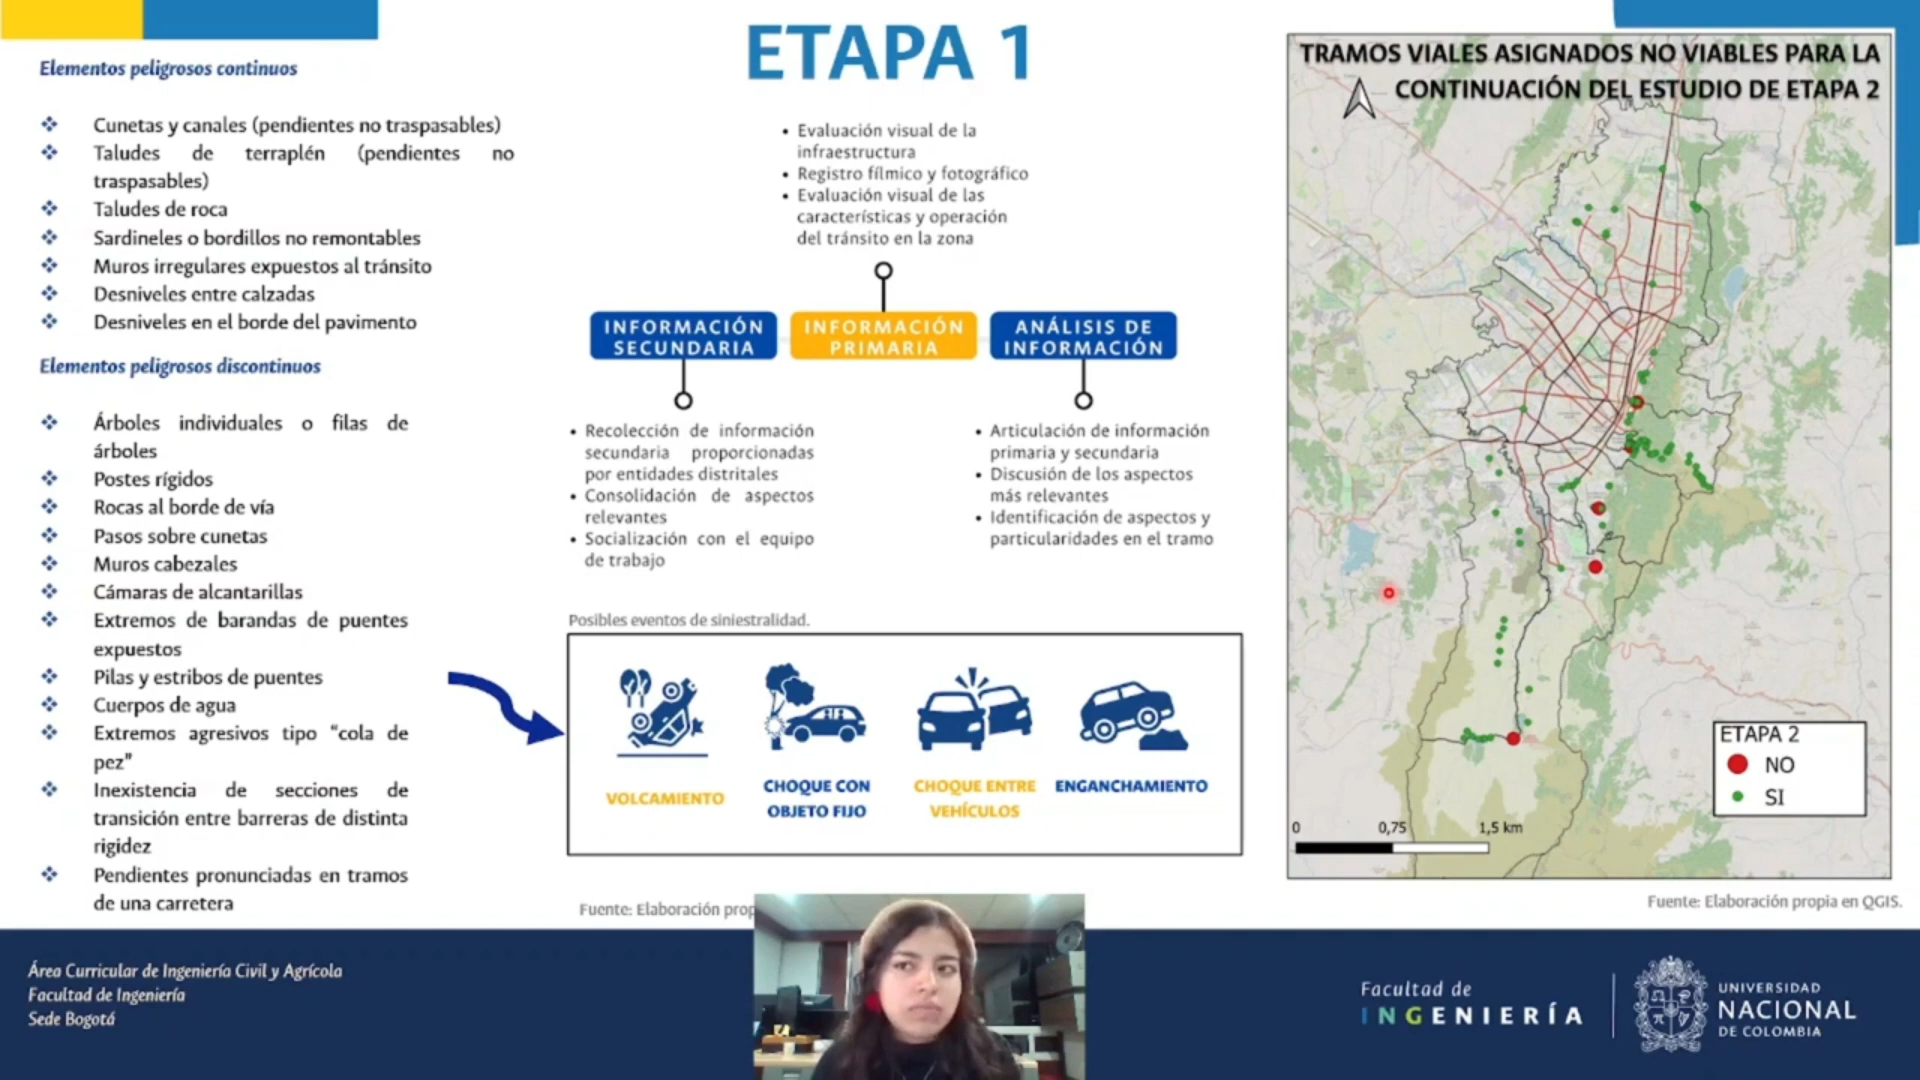 ETAPA 1
Elementos peligrosos continuos
Cunetas y canales (pendientes no traspasables)
Taludes de terraplén (pendientes no
traspasables)
Taludes de roca
Sardineles o bordillos no remontables
Muros irregulares expuestos al tránsito
Desniveles entre calzadas
Desniveles en el borde del pavimento
Elementos peligrosos discontinuos
Árboles individuales o filas de
árboles
Postes rígidos
Rocas al borde de vía
Pasos sobre cunetas
Muros cabezales
Cámaras de alcantarillas
Extremos de barandas de puentes
expuestos
Pilas y estribos de puentes
Cuerpos de agua
Extremos agresivos tipo “cola de
pez”
Inexistencia de secciones de
transición entre barreras de distinta
rigidez
Pendientes pronunciadas en tramos
de una carretera
• Evaluación visual de la
infraestructura
• Registro fílmico y fotográfico
• Evaluación visual de las
características y operación
del tránsito en la zona
INFORMACIÓN
SECUNDARIA
INFORMACIÓN
PRIMARIA
ANÁLISIS DE
INFORMACIÓN
• Recolección de información
secundaria proporcionadas
por entidades distritales
• Consolidación de aspectos
relevantes
• Socialización con el equipo
de trabajo
• Articulación de información
primaria y secundaria
• Discusión de los aspectos
más relevantes
• Identificación de aspectos y
particularidades en el tramo
Posibles eventos de siniestralidad.
VOLCAMIENTO
CHOQUE CON
OBJETO FIJO
CHOQUE ENTRE
VEHÍCULOS
ENGANCHAMIENTO
Fuente: Elaboración prop
TRAMOS VIALES ASIGNADOS NO VIABLES PARA LA
CONTINUACIÓN DEL ESTUDIO DE ETAPA 2
ETAPA 2
NO
SI
0 0,75 1,5 km
Fuente: Elaboración propia en QGIS.
Área Curricular de Ingeniería Civil y Agrícola
Facultad de Ingeniería
Sede Bogotá
Facultad de
INGENIERÍA
UNIVERSIDAD
NACIONAL
DE COLOMBIA